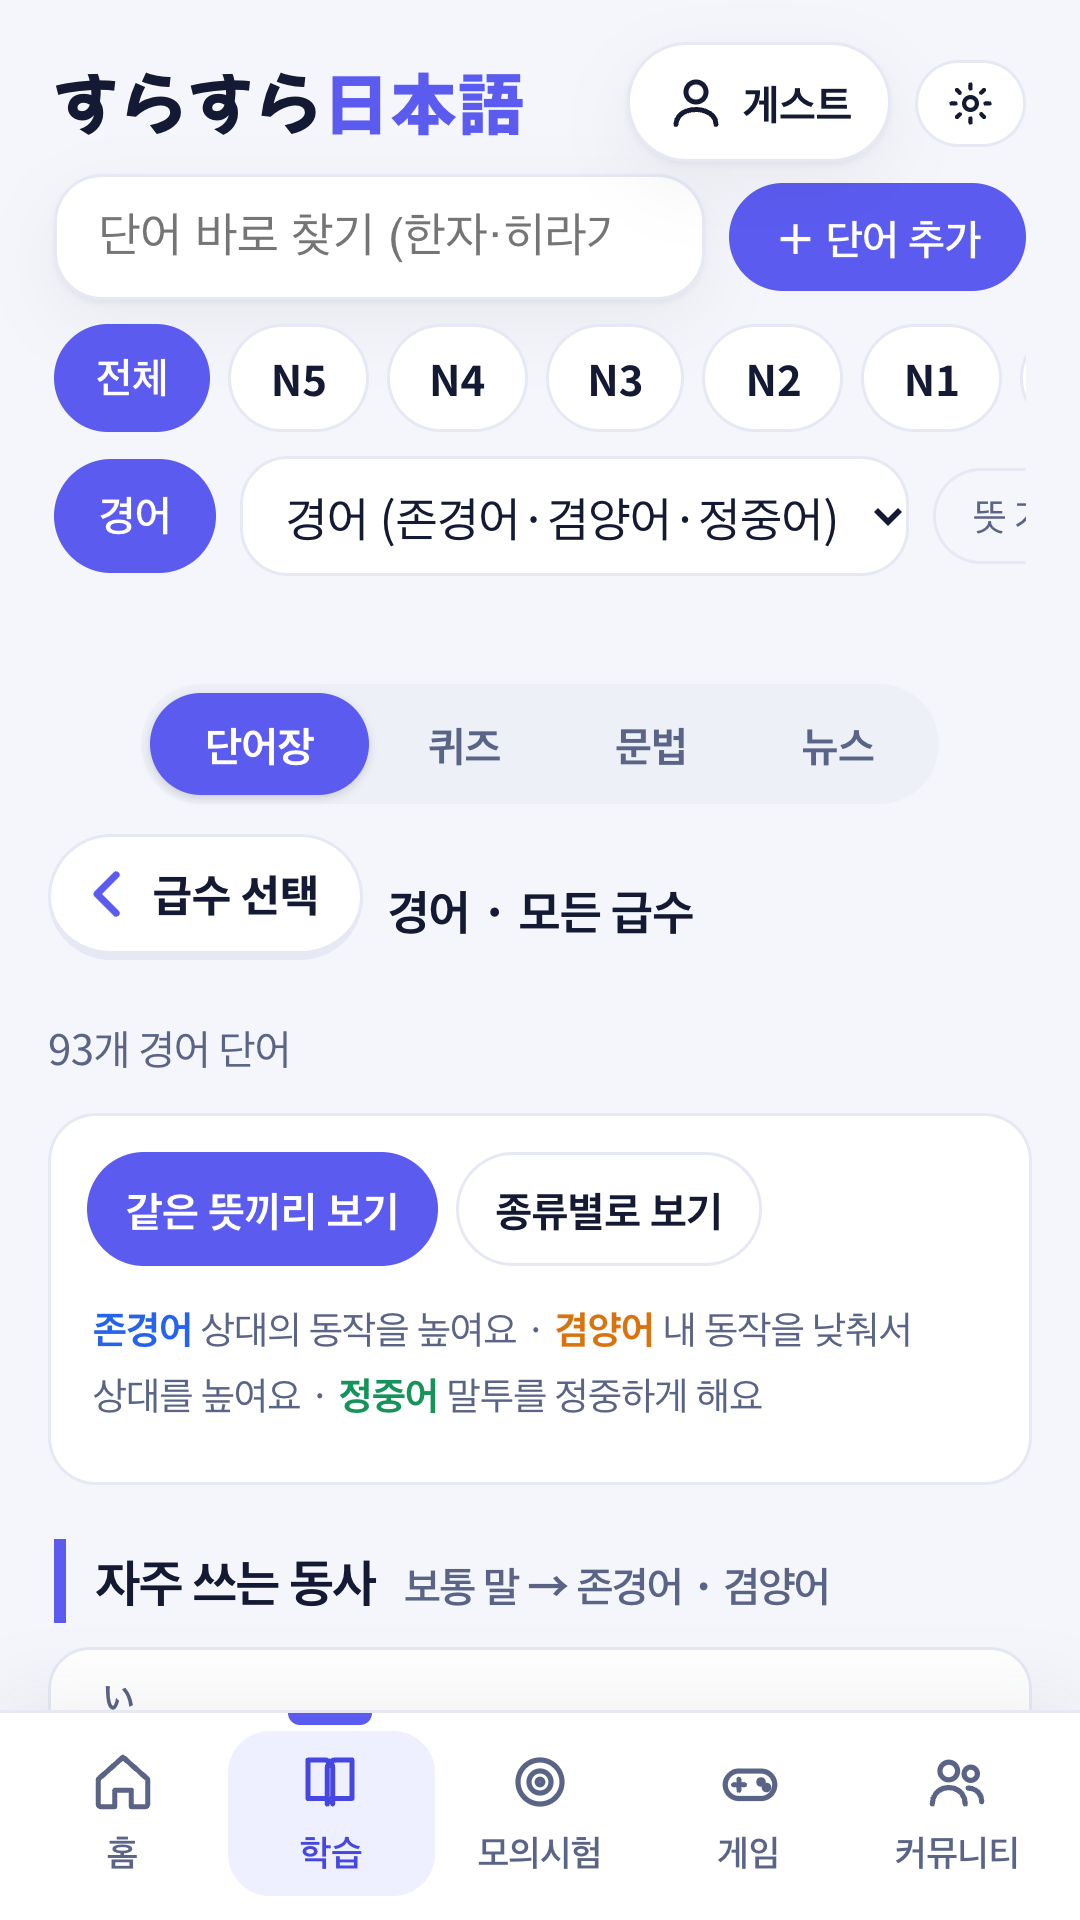 すらすら日本語
게스트
단어 바로 찾기 (한자·히라
+ 단어 추가
전체
N5
N4
N3
N2
N1
경어
경어 (존경어·겸양어·정중어)
뜻
단어장
퀴즈
문법
뉴스
급수 선택
경어 · 모든 급수
93개 경어 단어
같은 뜻끼리 보기
종류별로 보기
존경어 상대의 동작을 높여요 · 겸양어 내 동작을 낮춰서
상대를 높여요 · 정중어 말투를 정중하게 해요
자주 쓰는 동사 보통 말 → 존경어 · 겸양어
い
홈
학습
모의시험
게임
커뮤니티